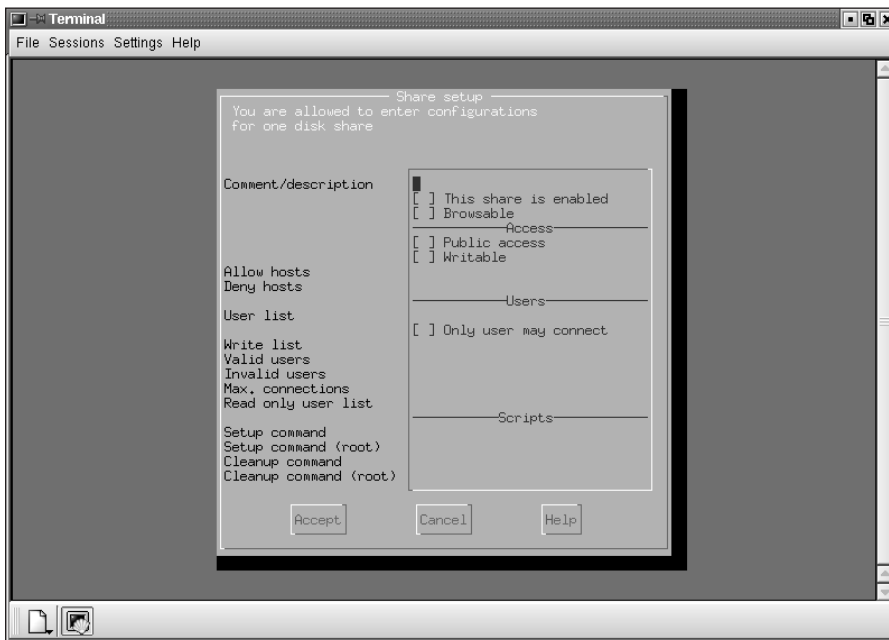 Terminal
File Sessions Settings Help
Share setup
You are allowed to enter configurations
for one disk share
Comment/description
[ ] This share is enabled
[ ] Browsable
Access
[ ] Public access
[ ] Writable
Allow hosts
Deny hosts
Users
User list
[ ] Only user may connect
Write list
Valid users
Invalid users
Max. connections
Read only user list
Scripts
Setup command
Setup command (root)
Cleanup command
Cleanup command (root)
Accept Cancel Help